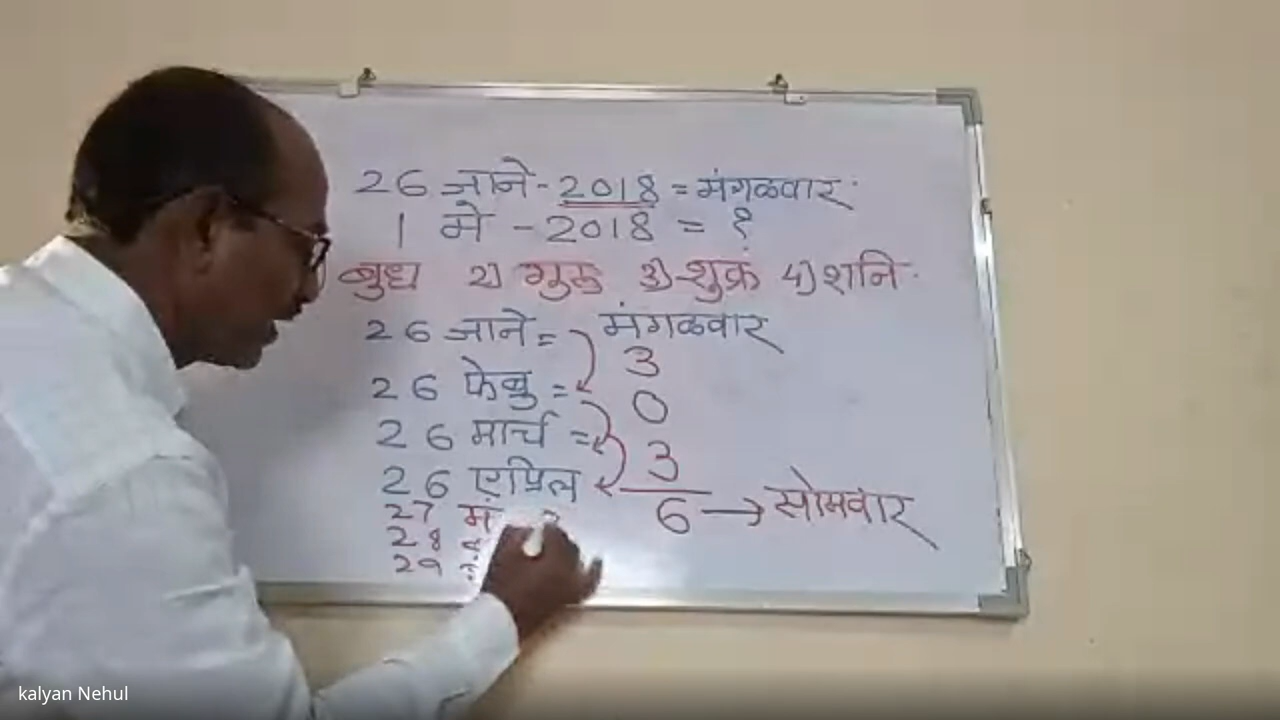 26 जाने - 2018 = मंगळवार.
1 मे - 2018 = ?
) बुध 2) गुरु 3) शुक्र 4) शनि.
26 जाने = मंगळवार
3
26 फेब्रु =
0
26 मार्च =
3
26 एप्रिल
6 → सोमवार
27 मं
28
29
kalyan Nehul